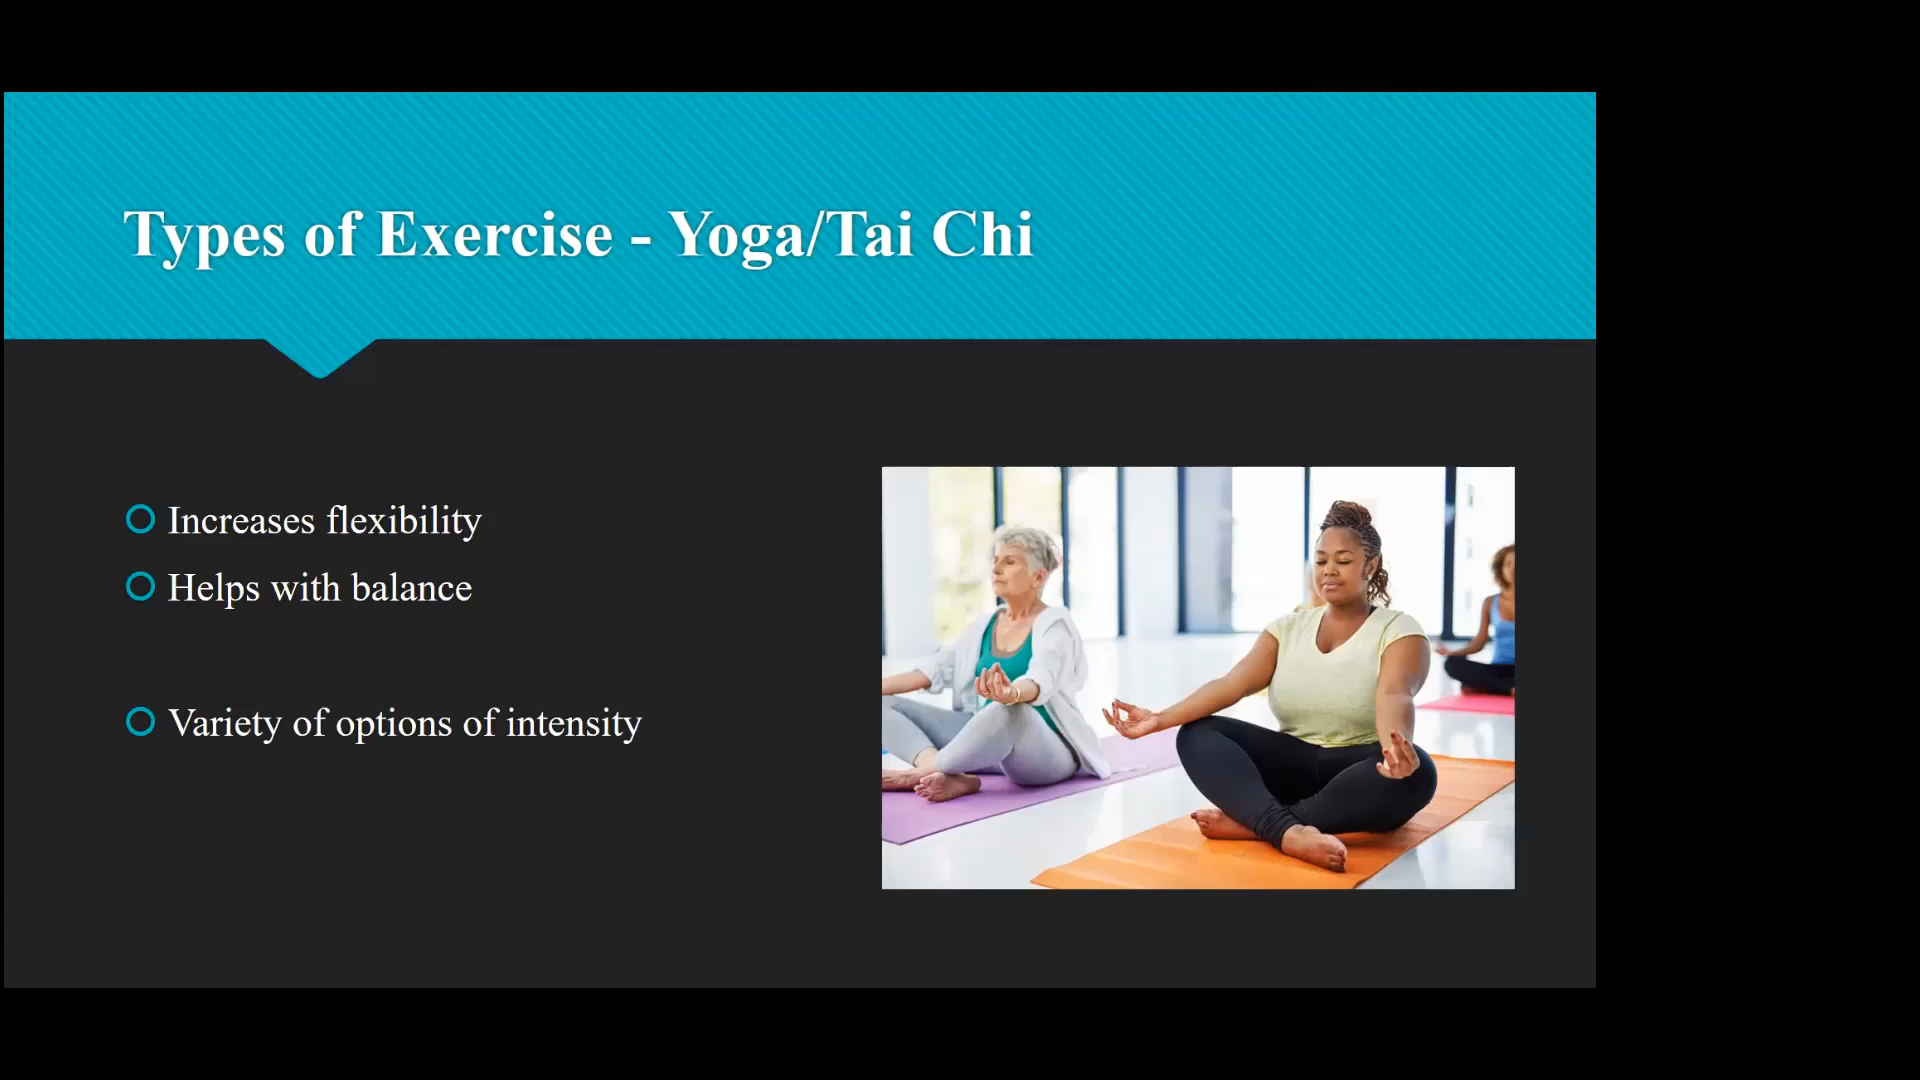 Types of Exercise - Yoga/Tai Chi
Increases flexibility
Helps with balance
Variety of options of intensity